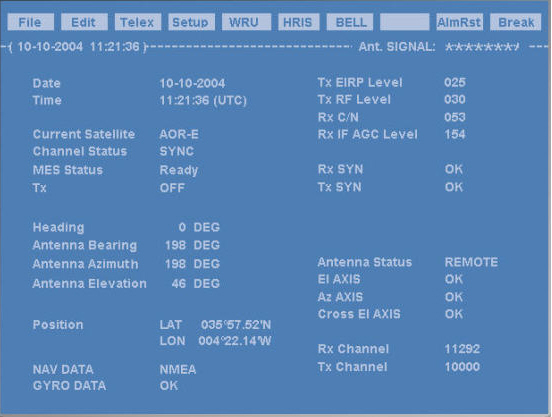 File Edit Telex Setup WRU HRIS BELL AlmRst Break
( 10-10-2004 11:21:36 ) Ant. SIGNAL: ********/
Date 10-10-2004 Tx EIRP Level 025
Time 11:21:36 (UTC) Tx RF Level 030
Rx C/N 053
Current Satellite AOR-E Rx IF AGC Level 154
Channel Status SYNC
MES Status Ready Rx SYN OK
Tx OFF Tx SYN OK
Heading 0 DEG
Antenna Bearing 198 DEG
Antenna Azimuth 198 DEG Antenna Status REMOTE
Antenna Elevation 46 DEG El AXIS OK
Az AXIS OK
Cross El AXIS OK
Position LAT 035°57.52'N
LON 004°22.14'W
Rx Channel 11292
NAV DATA NMEA Tx Channel 10000
GYRO DATA OK